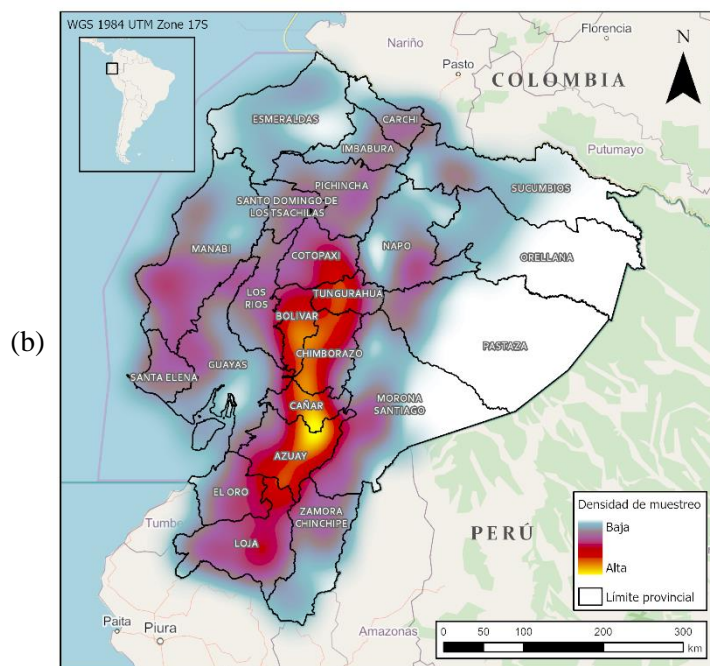 WGS 1984 UTM Zone 17S
Nariño
Florencia
Pasto
COLOMBIA
N
ESMERALDAS
CARCHI
IMBABURA
Putumayo
PICHINCHA
SUCUMBIOS
SANTO DOMINGO DE
LOS TSACHILAS
MANABÍ
NAPO
COTOPAXI
ORELLANA
LOS
RIOS
TUNGURAHUA
BOLIVAR
(b)
PASTAZA
CHIMBORAZO
GUAYAS
SANTA ELENA
MORONA
SANTIAGO
CAÑAR
AZUAY
EL ORO
ZAMORA
CHINCHIPE
Tumbe
LOJA
PERÚ
Densidad de muestreo
Baja
Alta
Límite provincial
Paita
Piura
Amazonas
0 50 100 200 300
km